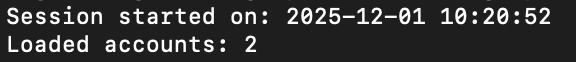 Session started on: 2025-12-01 10:20:52
Loaded accounts: 2